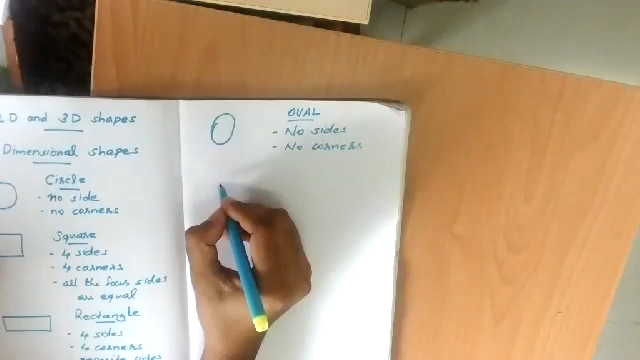 D and 3D shapes
Dimensional shapes
Circle
- no side
- no corners
Square
- 4 sides
- 4 corners
- all the four sides
are equal
Rectangle
- 4 sides
- 4 corners
sides
OVAL
- No sides
- No corners